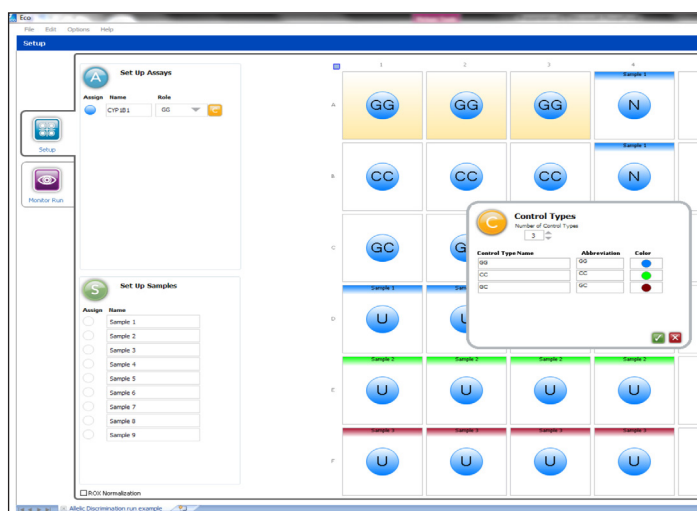 Eco
File Edit Options Help
Setup
A Set Up Assays
Assign Name Role
CYP1B1 GG C
Setup
Monitor Run
S Set Up Samples
Assign Name
Sample 1
Sample 2
Sample 3
Sample 4
Sample 5
Sample 6
Sample 7
Sample 8
Sample 9
ROX Normalization
1 2 3 4
Sample 1
A GG GG GG N
Sample 1
B CC CC CC N
C GC G
Sample 1 Sample 1
D U U
Sample 2 Sample 2 Sample 2 Sample 2
E U U U U
Sample 3 Sample 3 Sample 3 Sample 3
F U U U U
C Control Types
Number of Control Types
3
Control Type Name Abbreviation Color
GG GG
CC CC
GC GC
Allelic Discrimination run example